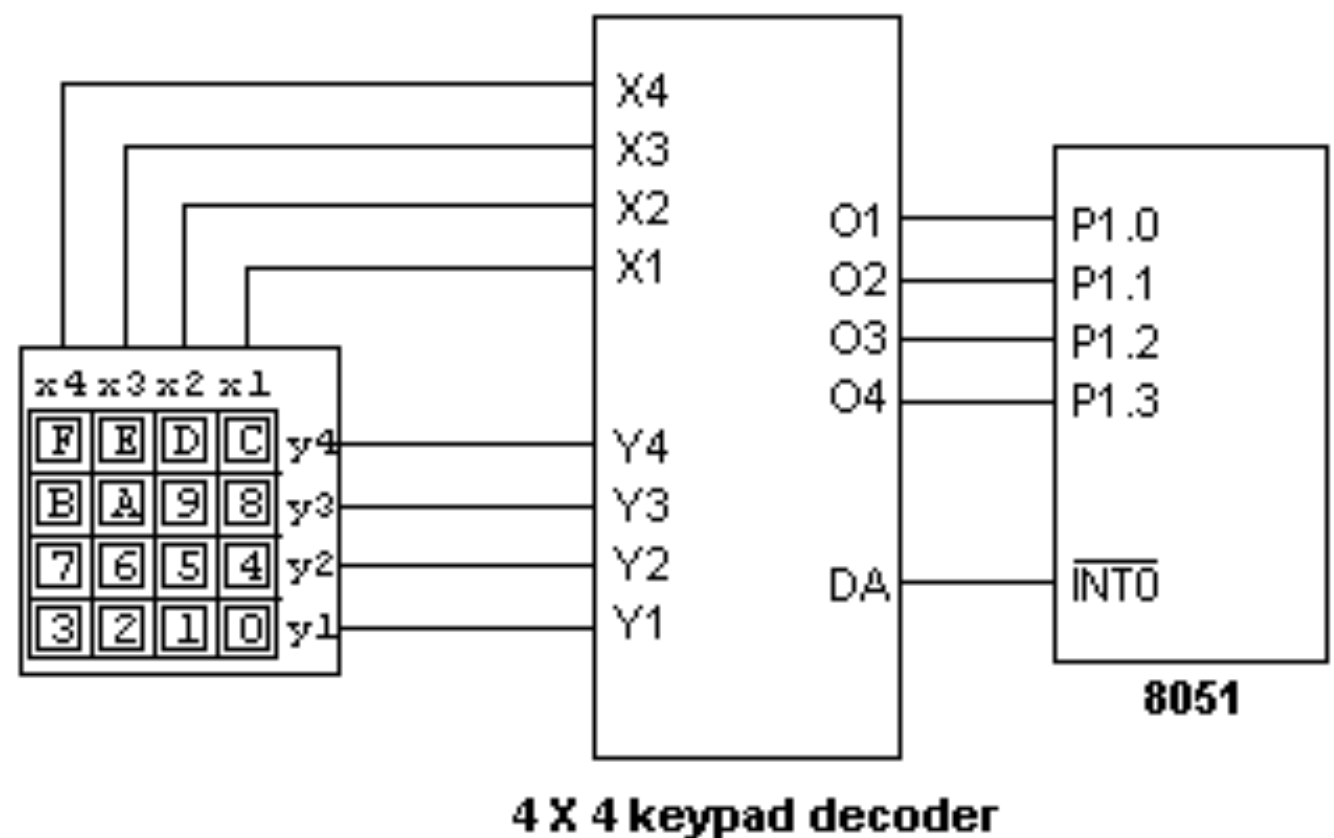 X4
X3
X2
X1
O1
O2
O3
O4
P1.0
P1.1
P1.2
P1.3
x4 x3 x2 x1
F E D C y4
B A 9 8 y3
7 6 5 4 y2
3 2 1 0 y1
Y4
Y3
Y2
Y1
DA
INT0
8051
4 X 4 keypad decoder